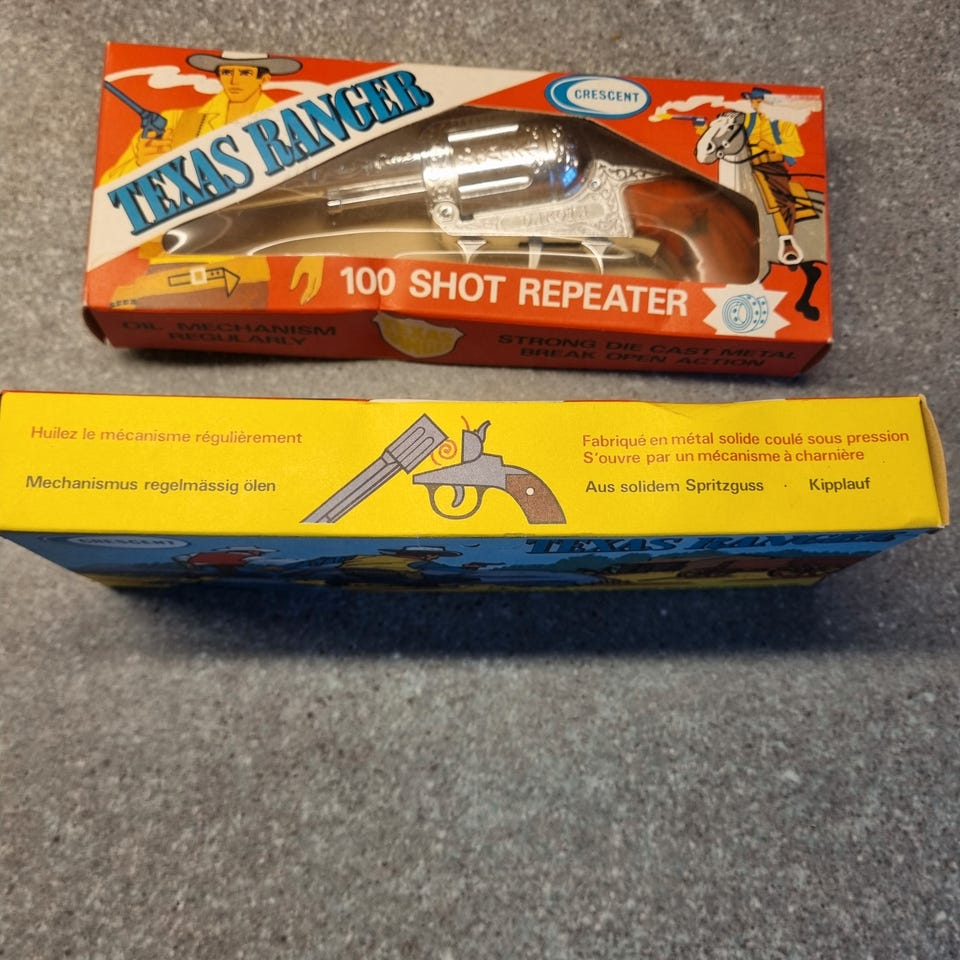 TEXAS RANGER
CRESCENT
DAKOTA
100 SHOT REPEATER
OIL MECHANISM
REGULARLY
STRONG DIE CAST METAL
BREAK OPEN ACTION
Huilez le mécanisme régulièrement
Mechanismus regelmässig ölen
Fabriqué en métal solide coulé sous pression
S'ouvre par un mécanisme à charnière
Aus solidem Spritzguss · Kipplauf
CRESCENT
TEXAS RANGER